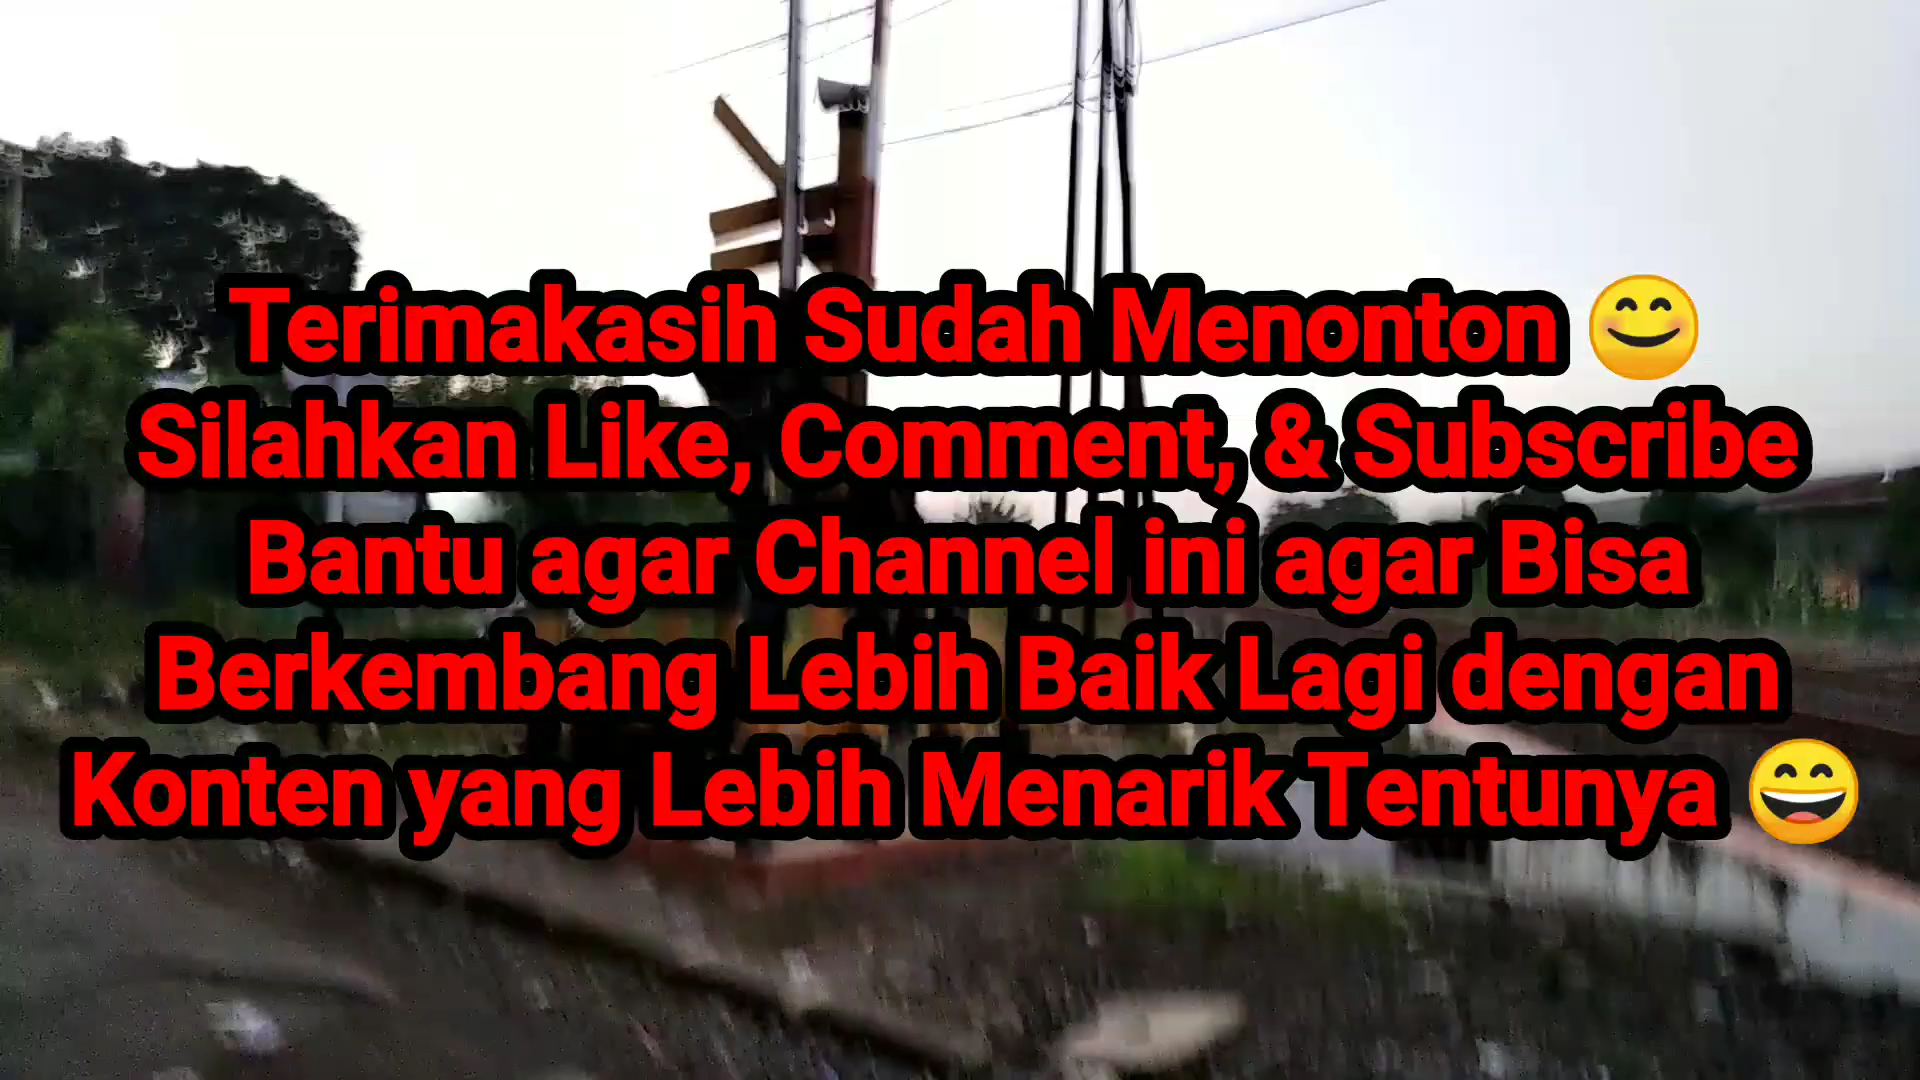 Terimakasih Sudah Menonton 😊
Silahkan Like, Comment, & Subscribe
Bantu agar Channel ini agar Bisa
Berkembang Lebih Baik Lagi dengan
Konten yang Lebih Menarik Tentunya 😄